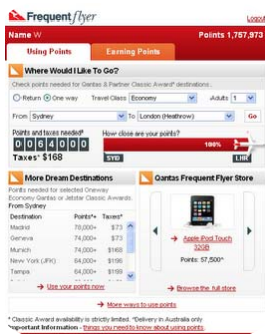 Frequent flyer
Logout
Name W Points 1,757,973
Using Points Earning Points
Where Would I Like To Go?
Check points needed for Qantas & Partner Classic Award* destinations.
Return One way Travel Class Economy Adults 1
From Sydney To London (Heathrow) Go
Points and taxes needed* How close are your points?
0 0 6 4 0 0 0 100%
Taxes* $168 SYD LHR
More Dream Destinations
Points needed for selected Oneway
Economy Qantas or Jetstar Classic Awards.
From Sydney
Destination Points*+ Taxes*
Madrid 70,000+ $73
Geneva 74,000+ $73
Munich 74,000+ $168
New York (JFK) 64,000+ $196
Tampa 64,000+ $199
Use your points now
Qantas Frequent Flyer Store
Apple iPod Touch
32GB
Points: 57,500^
Browse the full store
More ways to use points
* Classic Award availability is strictly limited. ^Delivery in Australia only
Important Information - things you need to know about using points.